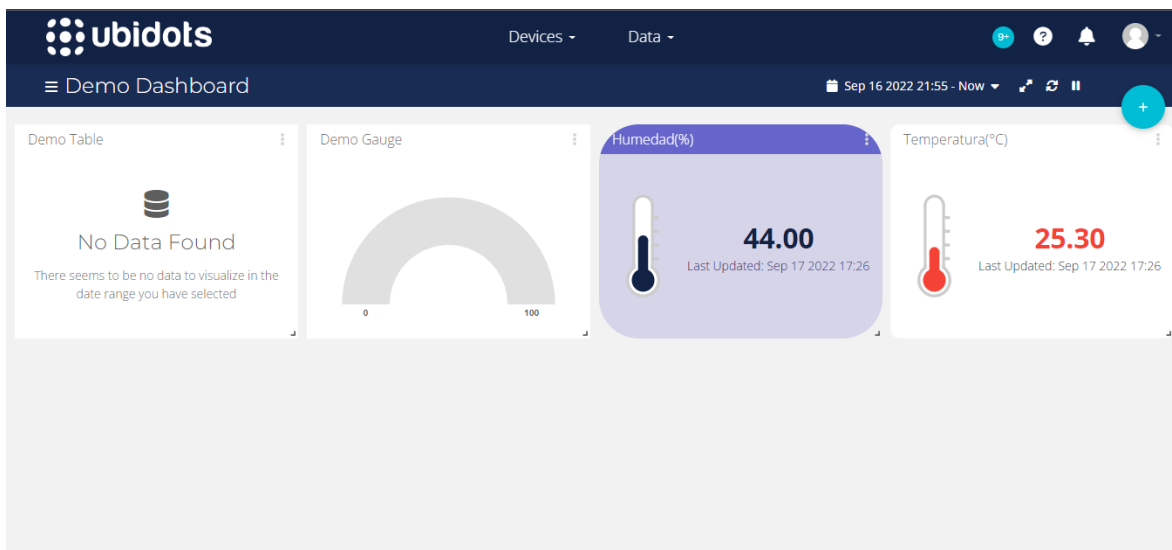 ubidots
Devices
Data
9+
?
Demo Dashboard
Sep 16 2022 21:55 - Now
+
Demo Table
No Data Found
There seems to be no data to visualize in the
date range you have selected
Demo Gauge
0
100
Humedad(%)
44.00
Last Updated: Sep 17 2022 17:26
Temperatura(°C)
25.30
Last Updated: Sep 17 2022 17:26